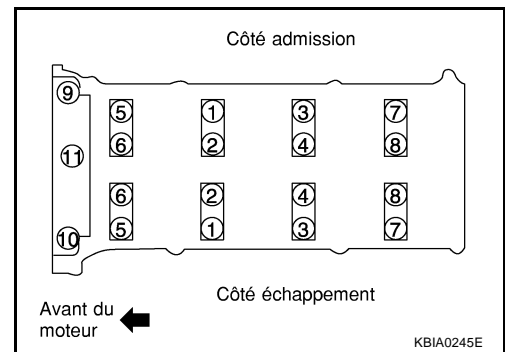 Côté admission
9 5 1 3 7
11 6 2 4 8
6 2 4 8
10 5 1 3 7
Côté échappement
Avant du
moteur
KBIA0245E